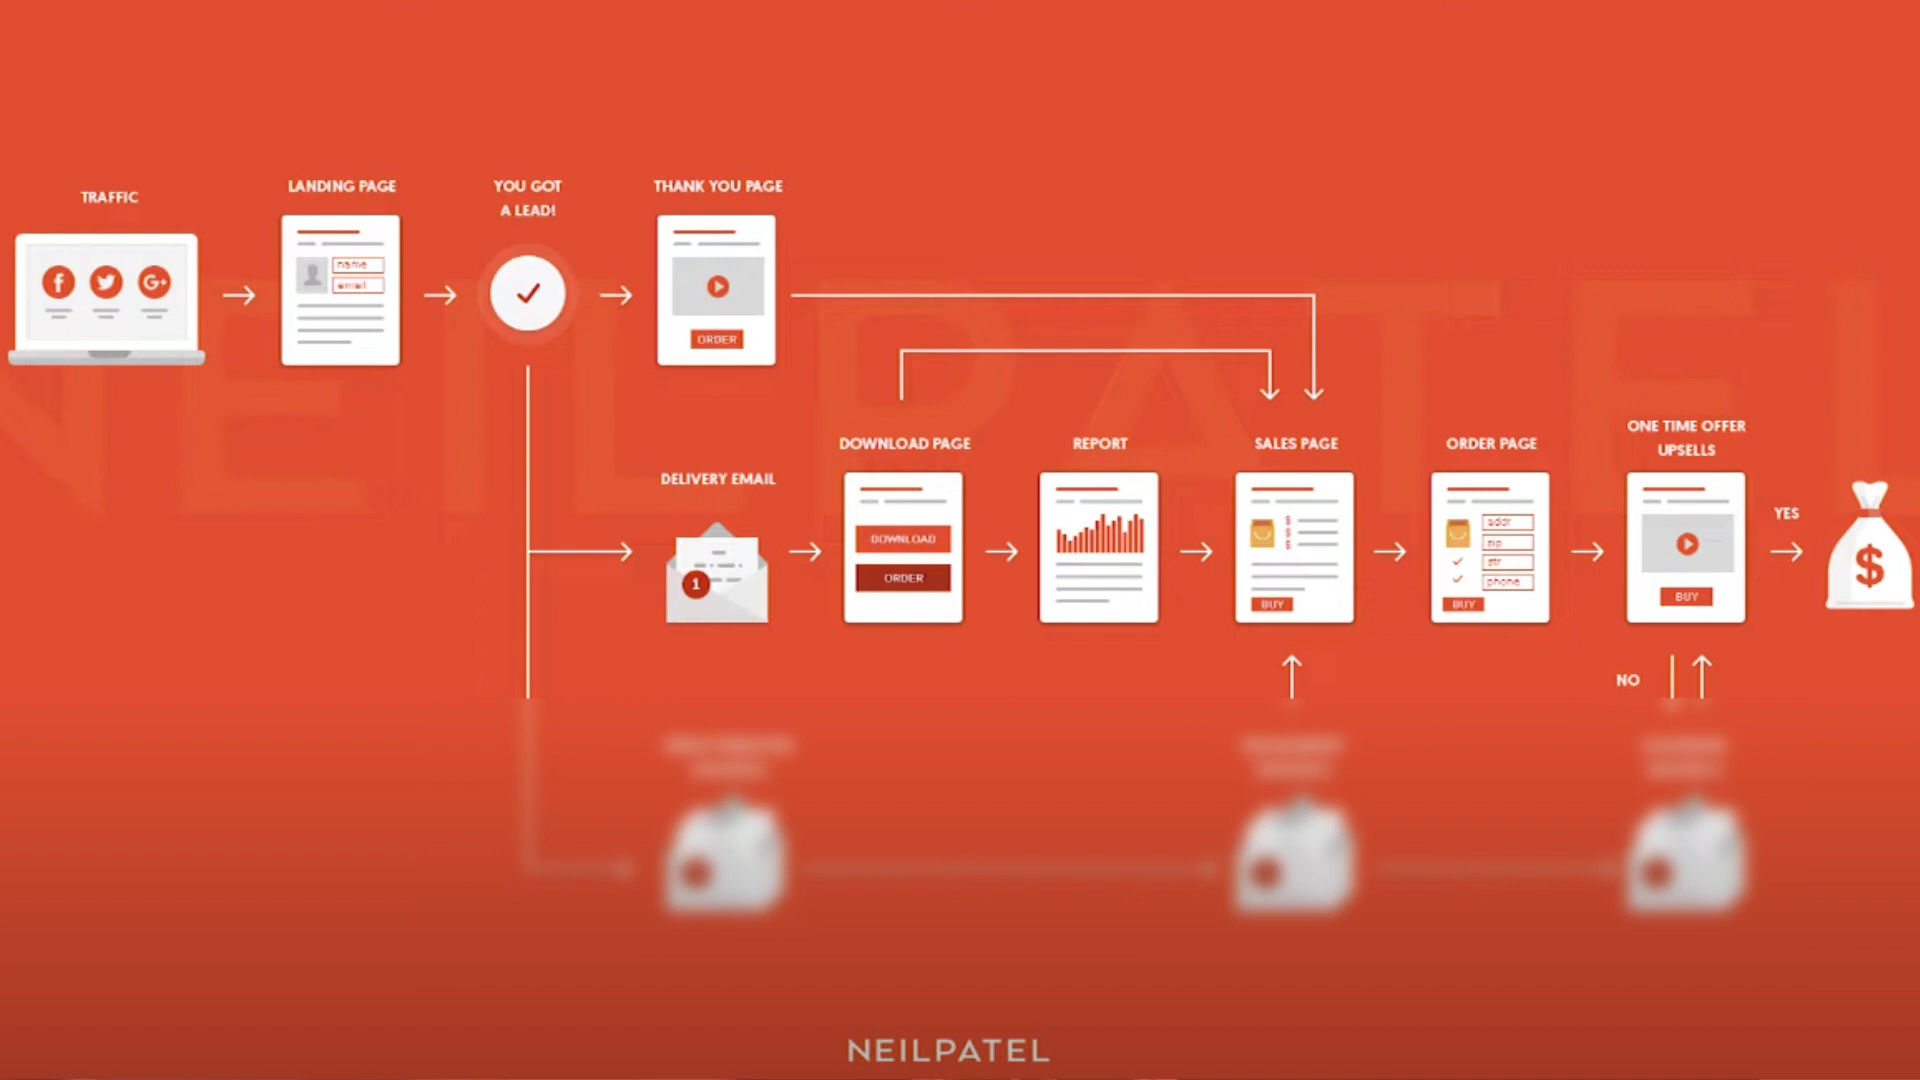 TRAFFIC
LANDING PAGE
YOU GOT
A LEAD!
THANK YOU PAGE
name
email
ORDER
DOWNLOAD PAGE
REPORT
SALES PAGE
ORDER PAGE
ONE TIME OFFER
UPSELLS
DELIVERY EMAIL
1
DOWNLOAD
ORDER
$
$
$
BUY
addr
zip
str
phone
BUY
BUY
YES
$
NO
NEILPATEL
NEILPATEL